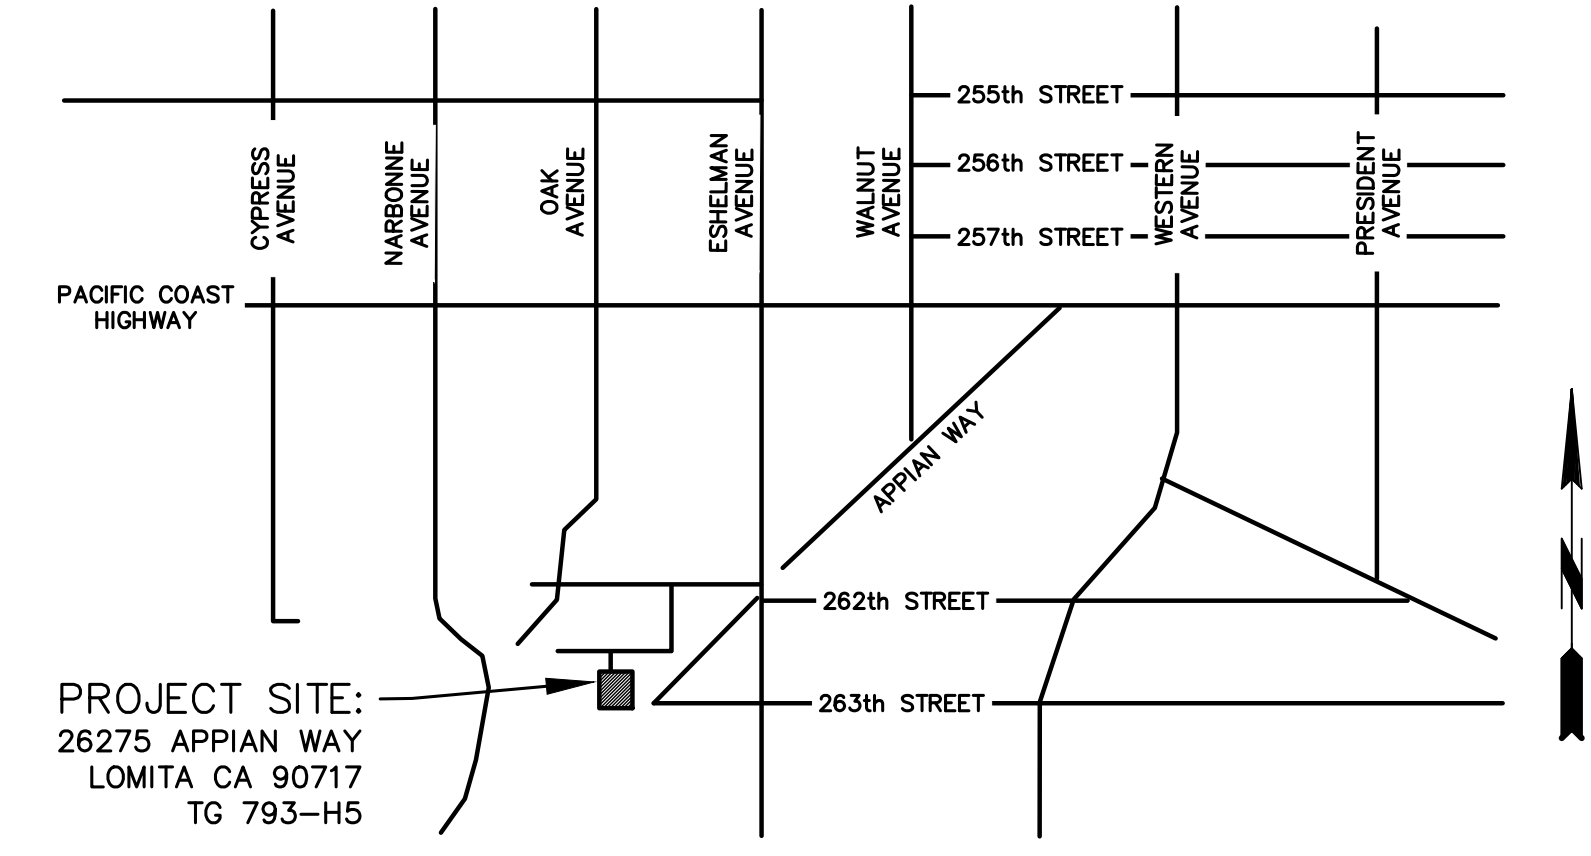 255th STREET
256th STREET
257th STREET
CYPRESS
AVENUE
NARBONNE
AVENUE
OAK
AVENUE
ESHELMAN
AVENUE
WALNUT
AVENUE
WESTERN
AVENUE
PRESIDENT
AVENUE
PACIFIC COAST
HIGHWAY
APPIAN WAY
N
262th STREET
263th STREET
PROJECT SITE:
26275 APPIAN WAY
LOMITA CA 90717
TG 793-H5